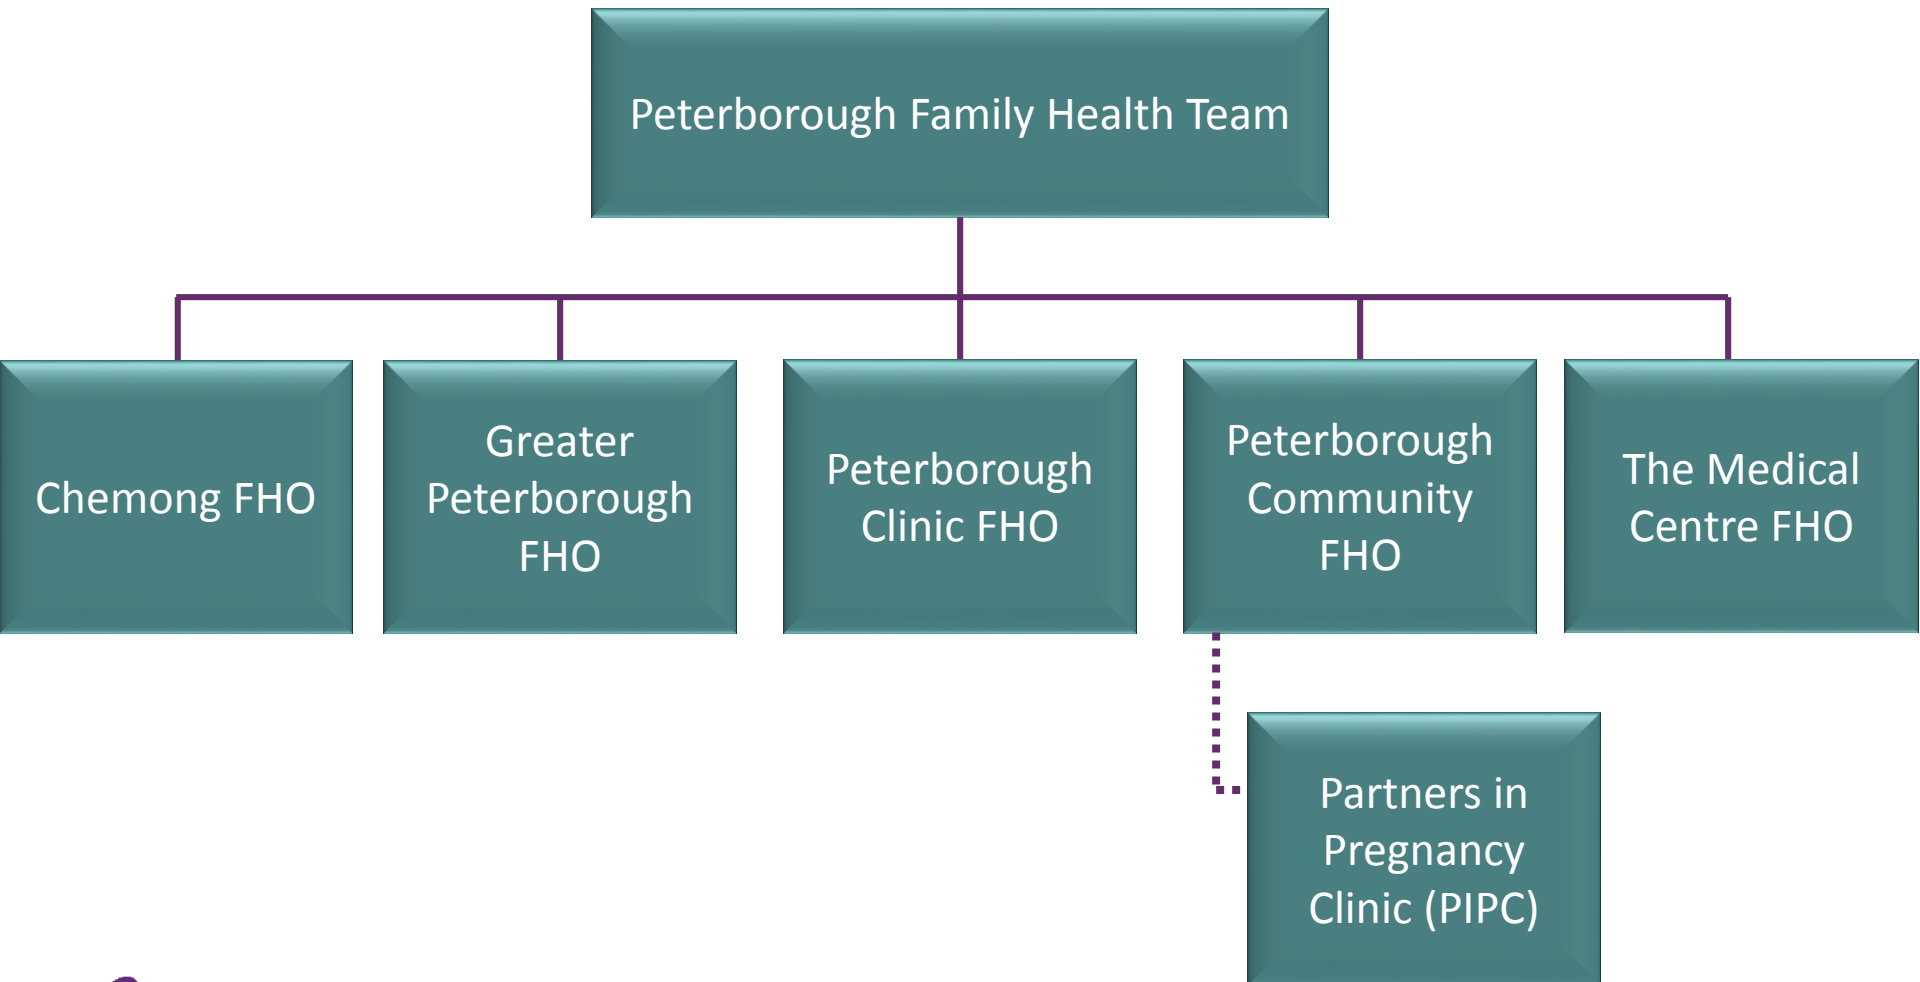 Peterborough Family Health Team
Chemong FHO
Greater
Peterborough
FHO
Peterborough
Clinic FHO
Peterborough
Community
FHO
The Medical
Centre FHO
Partners in
Pregnancy
Clinic (PIPC)